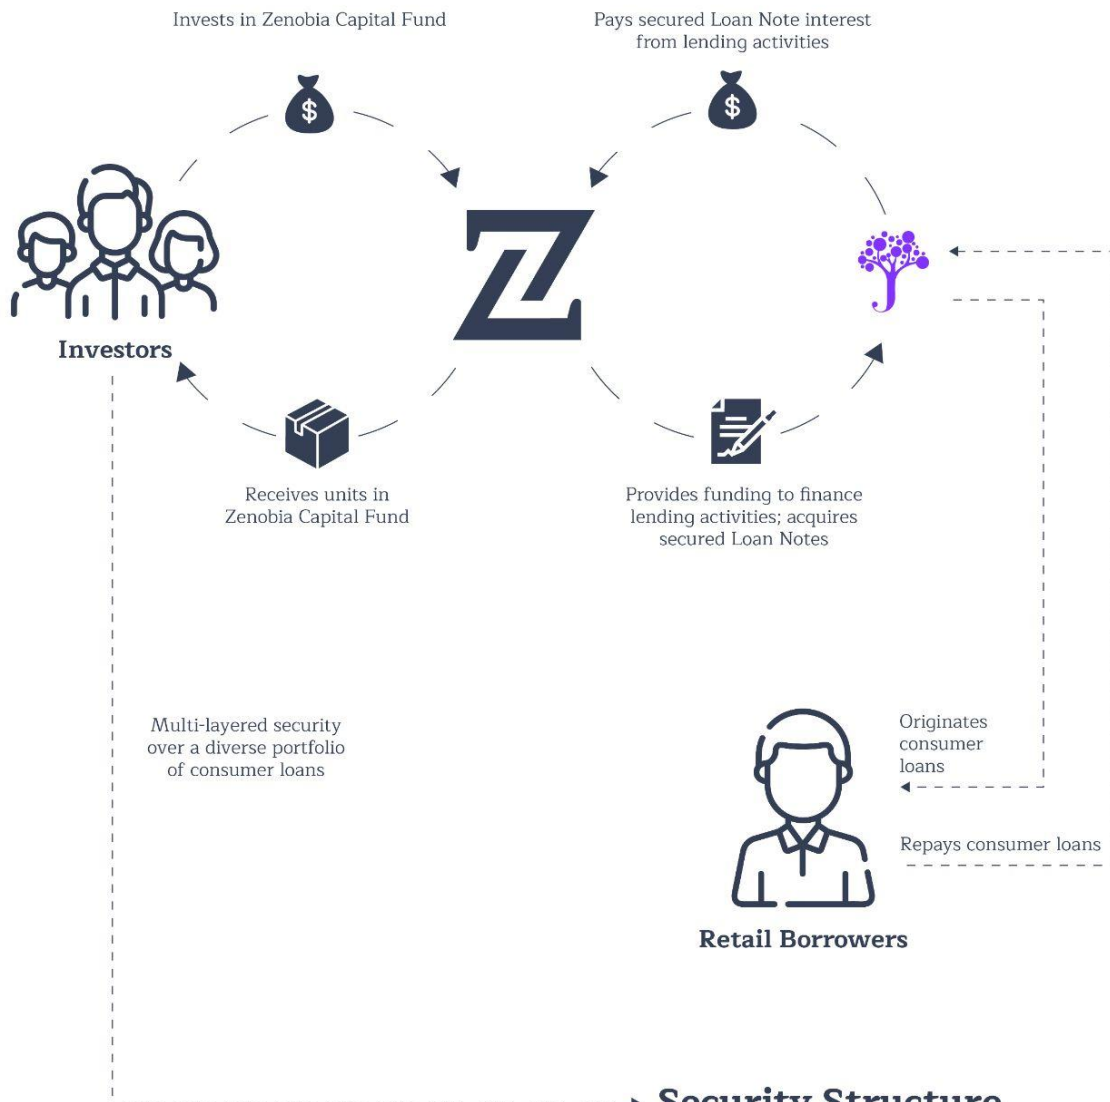 Invests in Zenobia Capital Fund
Pays secured Loan Note interest
from lending activities
$
$
Z
Investors
Receives units in
Zenobia Capital Fund
Provides funding to finance
lending activities; acquires
secured Loan Notes
Multi-layered security
over a diverse portfolio
of consumer loans
Originates
consumer
loans
Repays consumer loans
Retail Borrowers
Security Structure